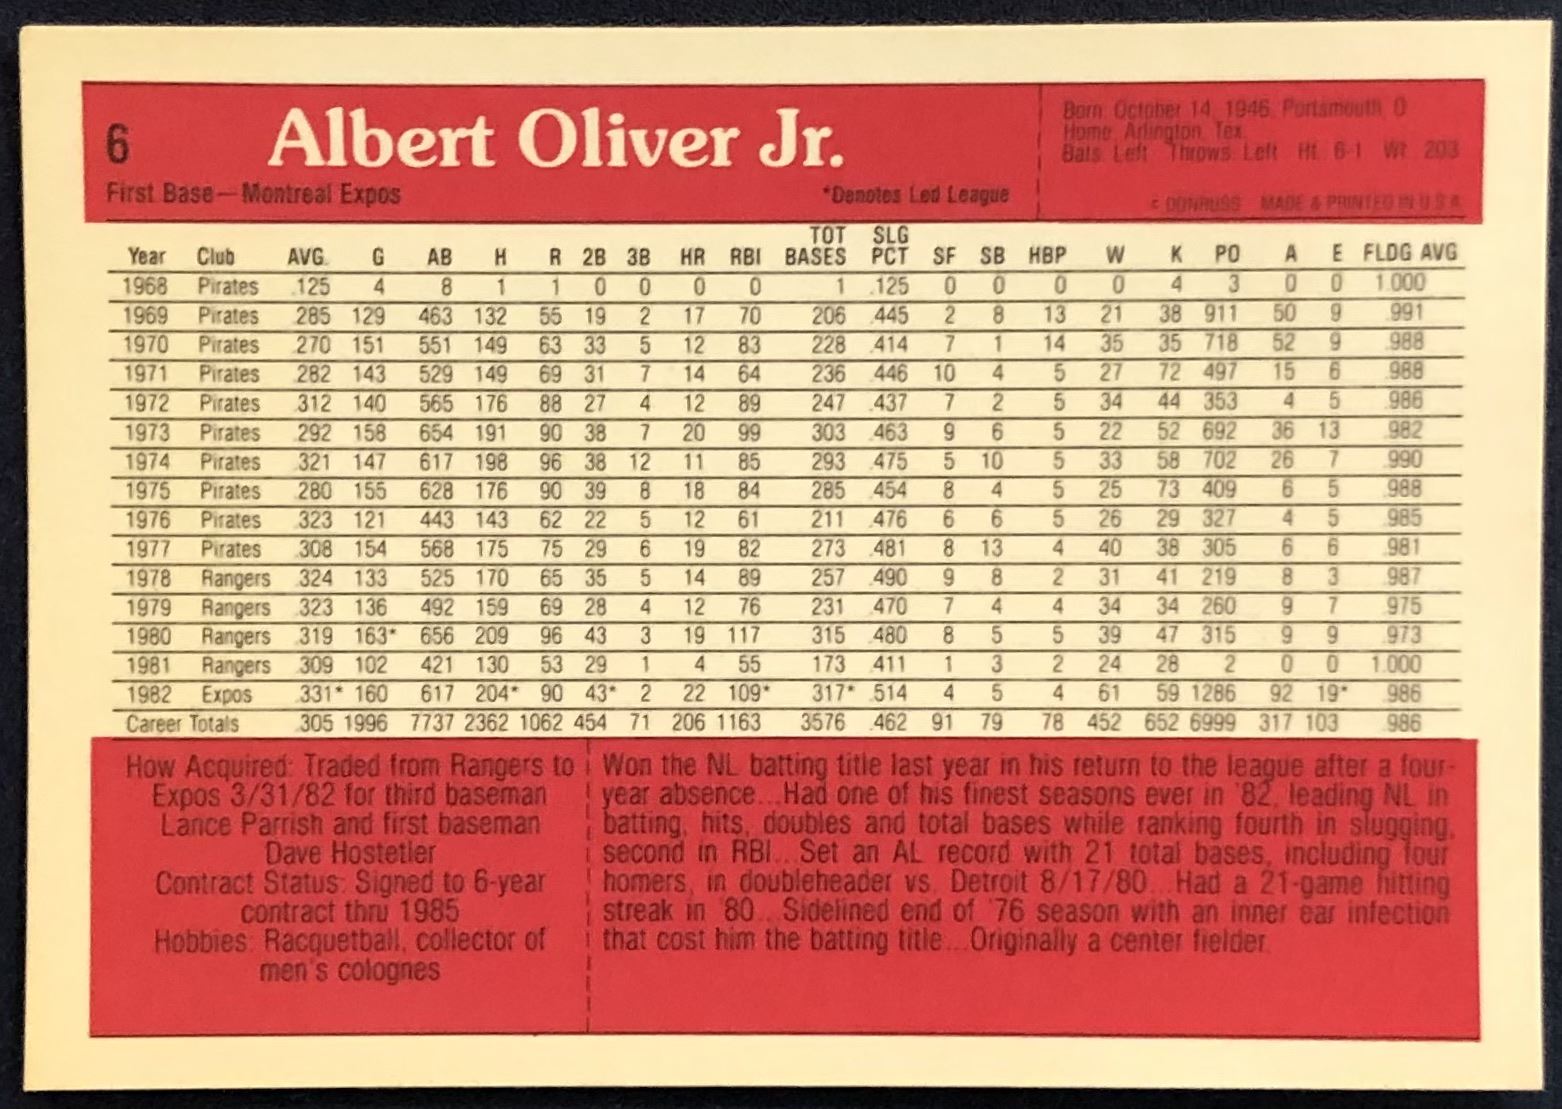 6
Albert Oliver Jr.
First Base — Montreal Expos
*Denotes Led League
Born: October 14, 1946, Portsmouth, O
Home: Arlington, Tex.
Bats: Left Throws: Left Ht: 6-1 Wt: 203
© DONRUSS MADE & PRINTED IN U.S.A.
Year Club AVG. G AB H R 2B 3B HR RBI TOT BASES SLG PCT SF SB HBP W K PO A E FLDG AVG
1968 Pirates .125 4 8 1 1 0 0 0 0 1 .125 0 0 0 0 4 3 0 0 1.000
1969 Pirates .285 129 463 132 55 19 2 17 70 206 .445 2 8 13 21 38 911 50 9 .991
1970 Pirates .270 151 551 149 63 33 5 12 83 228 .414 7 1 14 35 35 718 52 9 .988
1971 Pirates .282 143 529 149 69 31 7 14 64 236 .446 10 4 5 27 72 497 15 6 .988
1972 Pirates .312 140 565 176 88 27 4 12 89 247 .437 7 2 5 34 44 353 4 5 .986
1973 Pirates .292 158 654 191 90 38 7 20 99 303 .463 9 6 5 22 52 692 36 13 .982
1974 Pirates .321 147 617 198 96 38 12 11 85 293 .475 5 10 5 33 58 702 26 7 .990
1975 Pirates .280 155 628 176 90 39 8 18 84 285 .454 8 4 5 25 73 409 6 5 .988
1976 Pirates .323 121 443 143 62 22 5 12 61 211 .476 6 6 5 26 29 327 4 5 .985
1977 Pirates .308 154 568 175 75 29 6 19 82 273 .481 8 13 4 40 38 305 6 6 .981
1978 Rangers .324 133 525 170 65 35 5 14 89 257 .490 9 8 2 31 41 219 8 3 .987
1979 Rangers .323 136 492 159 69 28 4 12 76 231 .470 7 4 4 34 34 260 9 7 .975
1980 Rangers .319 163* 656 209 96 43 3 19 117 315 .480 8 5 5 39 47 315 9 9 .973
1981 Rangers .309 102 421 130 53 29 1 4 55 173 .411 1 3 2 24 28 2 0 0 1.000
1982 Expos .331* 160 617 204* 90 43* 2 22 109* 317* .514 4 5 4 61 59 1286 92 19* .986
Career Totals .305 1996 7737 2362 1062 454 71 206 1163 3576 .462 91 79 78 452 652 6999 317 103 .986
How Acquired: Traded from Rangers to
Expos 3/31/82 for third baseman
Lance Parrish and first baseman
Dave Hostetler
Contract Status: Signed to 6-year
contract thru 1985
Hobbies: Racquetball, collector of
men's colognes
Won the NL batting title last year in his return to the league after a four-
year absence...Had one of his finest seasons ever in '82, leading NL in
batting, hits, doubles and total bases while ranking fourth in slugging,
second in RBI...Set an AL record with 21 total bases, including four
homers, in doubleheader vs. Detroit 8/17/80...Had a 21-game hitting
streak in '80...Sidelined end of '76 season with an inner ear infection
that cost him the batting title...Originally a center fielder.